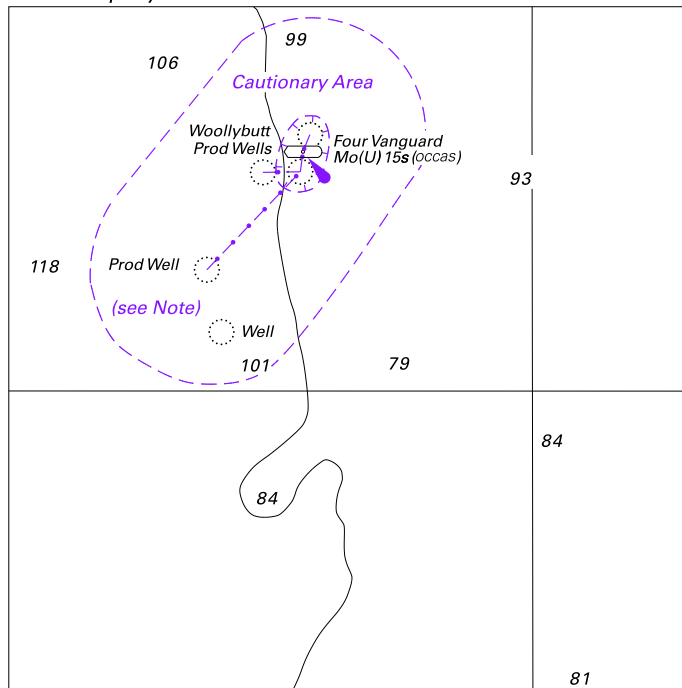 99
106
Cautionary Area
Woollybutt
Prod Wells
Four Vanguard
Mo(U) 15s (occas)
93
118
Prod Well
(see Note)
Well
101
79
84
84
81